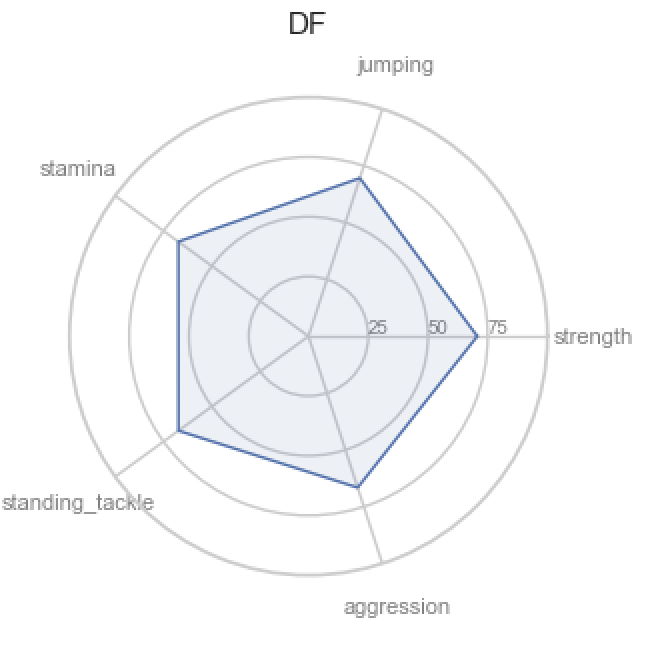 DF
jumping
stamina
25 50 75
strength
standing_tackle
aggression